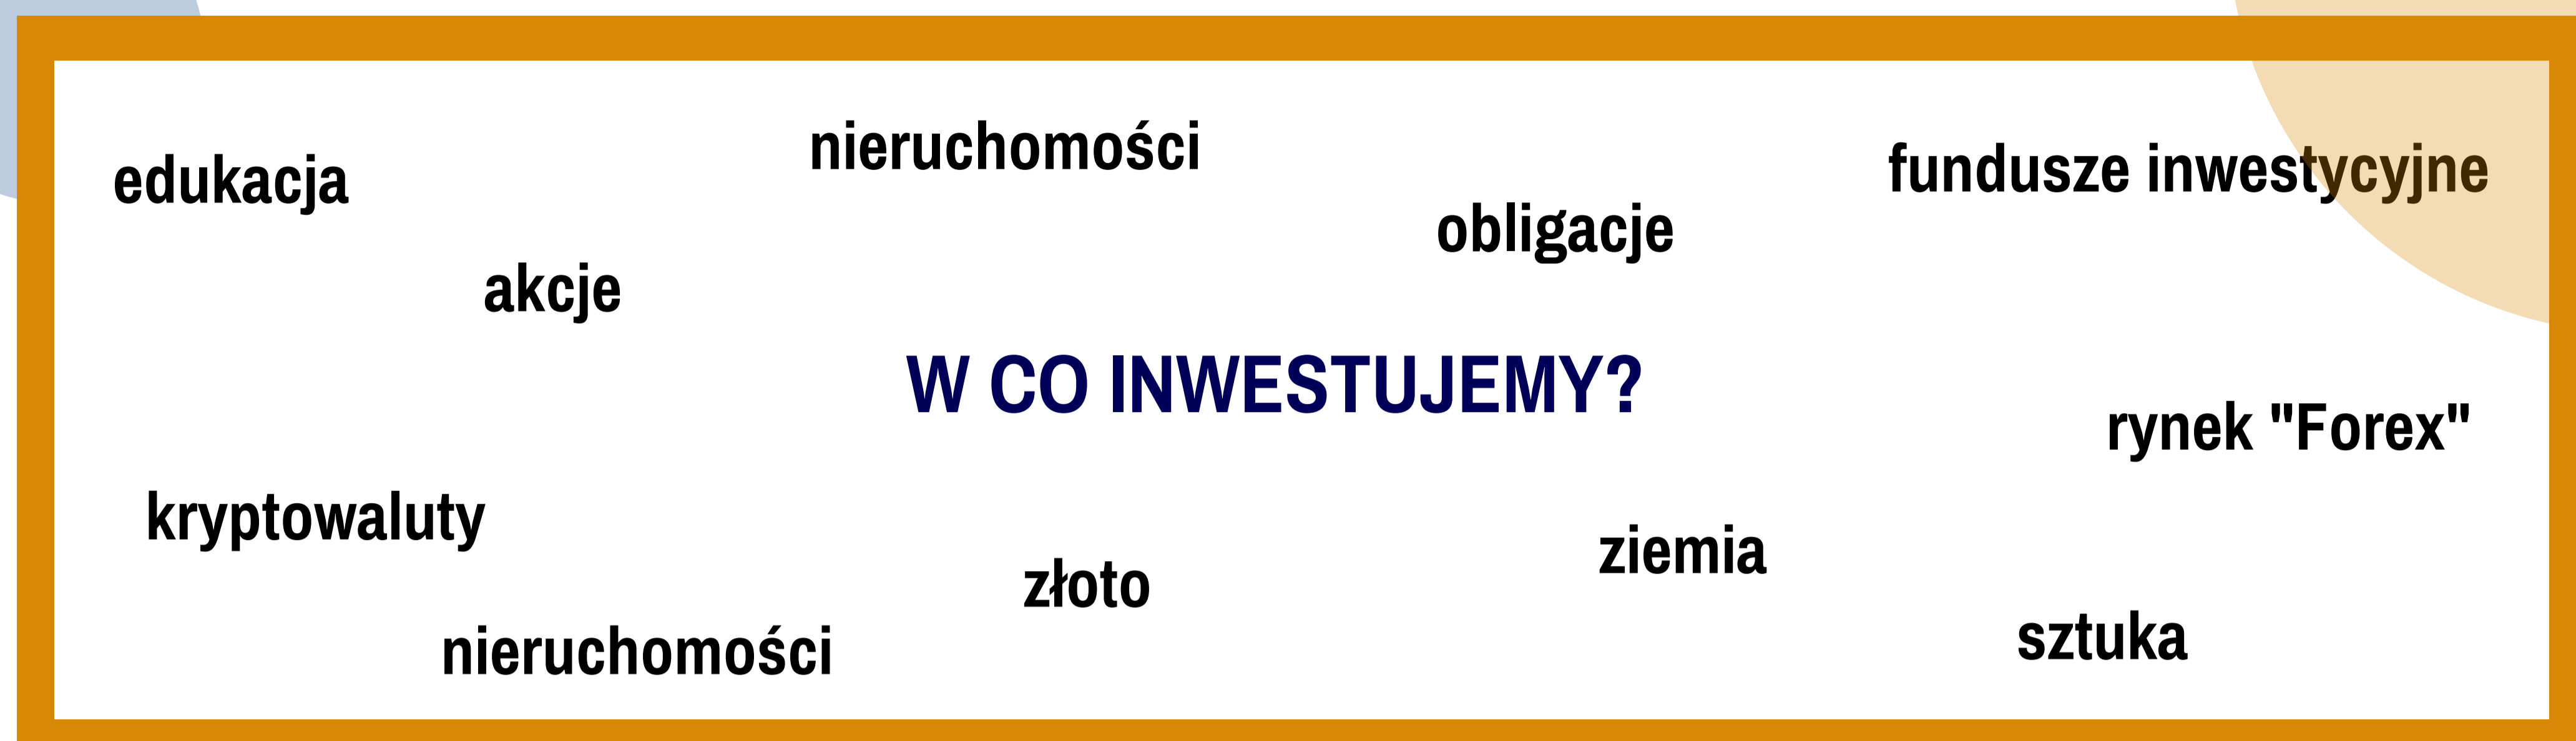 nieruchomości
fundusze inwestycyjne
edukacja
obligacje
akcje
W CO INWESTUJEMY?
rynek "Forex"
kryptowaluty
ziemia
złoto
sztuka
nieruchomości